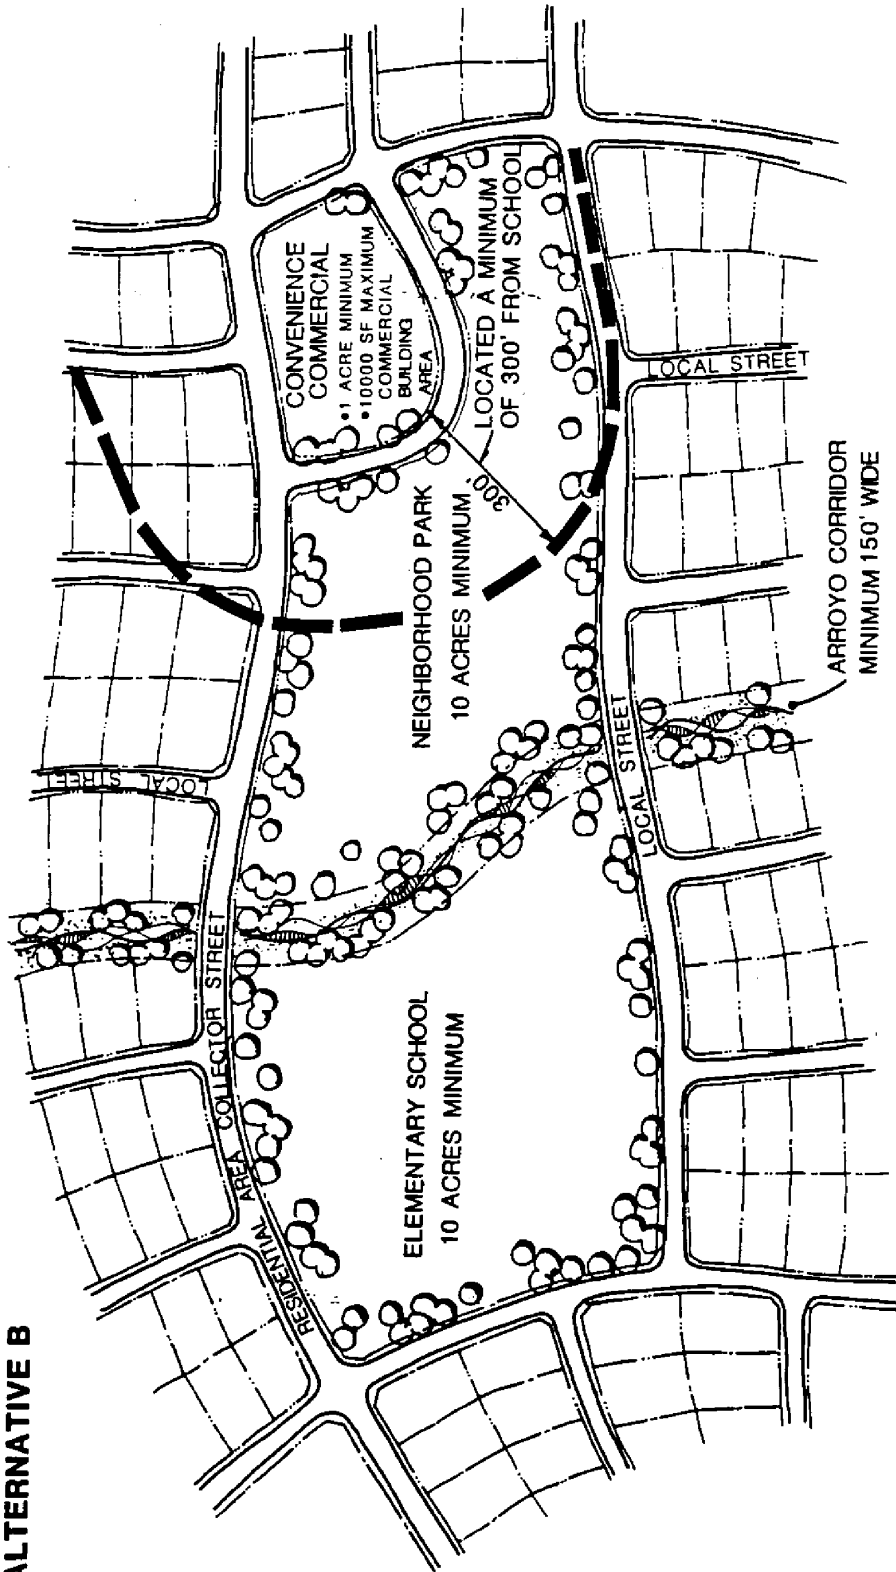 ALTERNATIVE B
RESIDENTIAL AREA COLLECTOR STREET
LOCAL STREET
ELEMENTARY SCHOOL
10 ACRES MINIMUM
NEIGHBORHOOD PARK
10 ACRES MINIMUM
300'
CONVENIENCE
COMMERCIAL
•1 ACRE MINIMUM
•10000 SF MAXIMUM
COMMERCIAL
BUILDING
AREA
LOCATED A MINIMUM
OF 300' FROM SCHOOL
LOCAL STREET
LOCAL STREET
ARROYO CORRIDOR
MINIMUM 150' WIDE